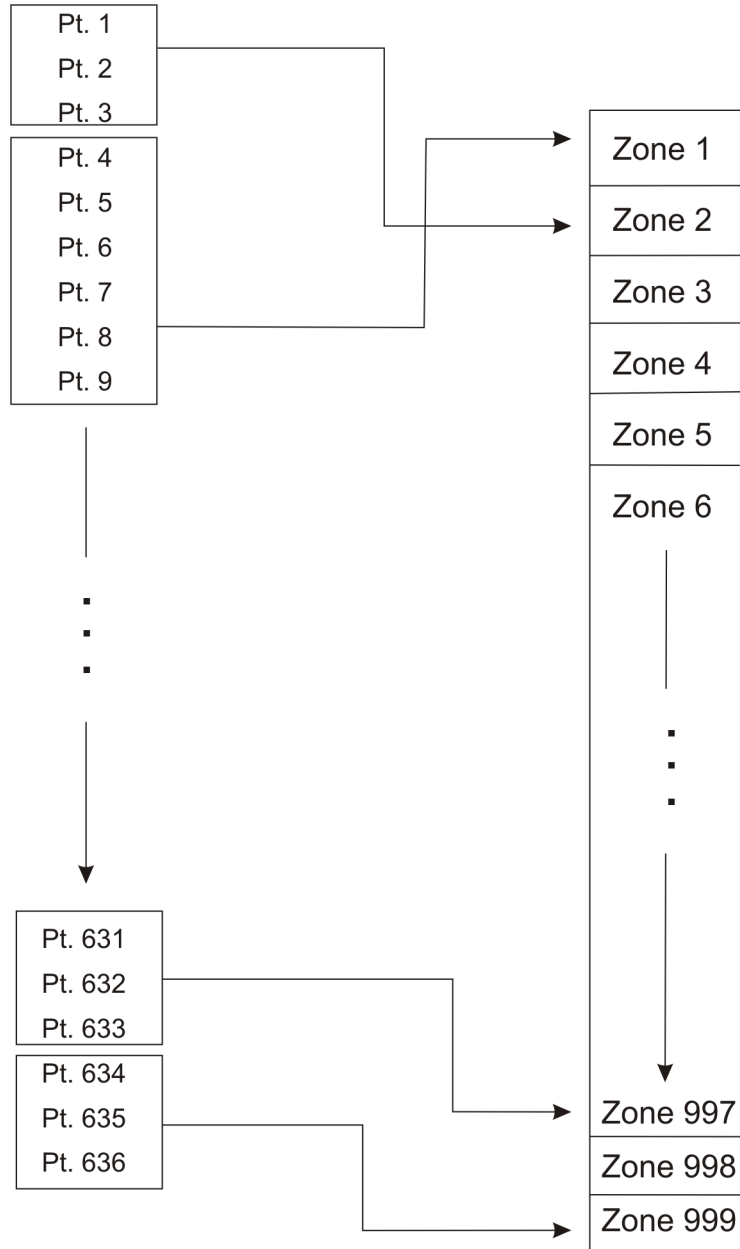 Pt. 1
Pt. 2
Pt. 3
Pt. 4
Pt. 5
Pt. 6
Pt. 7
Pt. 8
Pt. 9
Pt. 631
Pt. 632
Pt. 633
Pt. 634
Pt. 635
Pt. 636
Zone 1
Zone 2
Zone 3
Zone 4
Zone 5
Zone 6
Zone 997
Zone 998
Zone 999